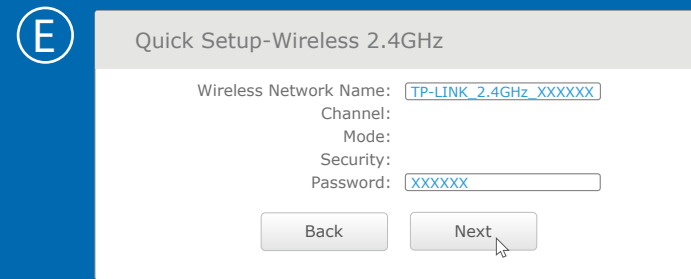 E
Quick Setup-Wireless 2.4GHz
Wireless Network Name: TP-LINK_2.4GHz_XXXXXX
Channel:
Mode:
Security:
Password: XXXXXX
Back Next